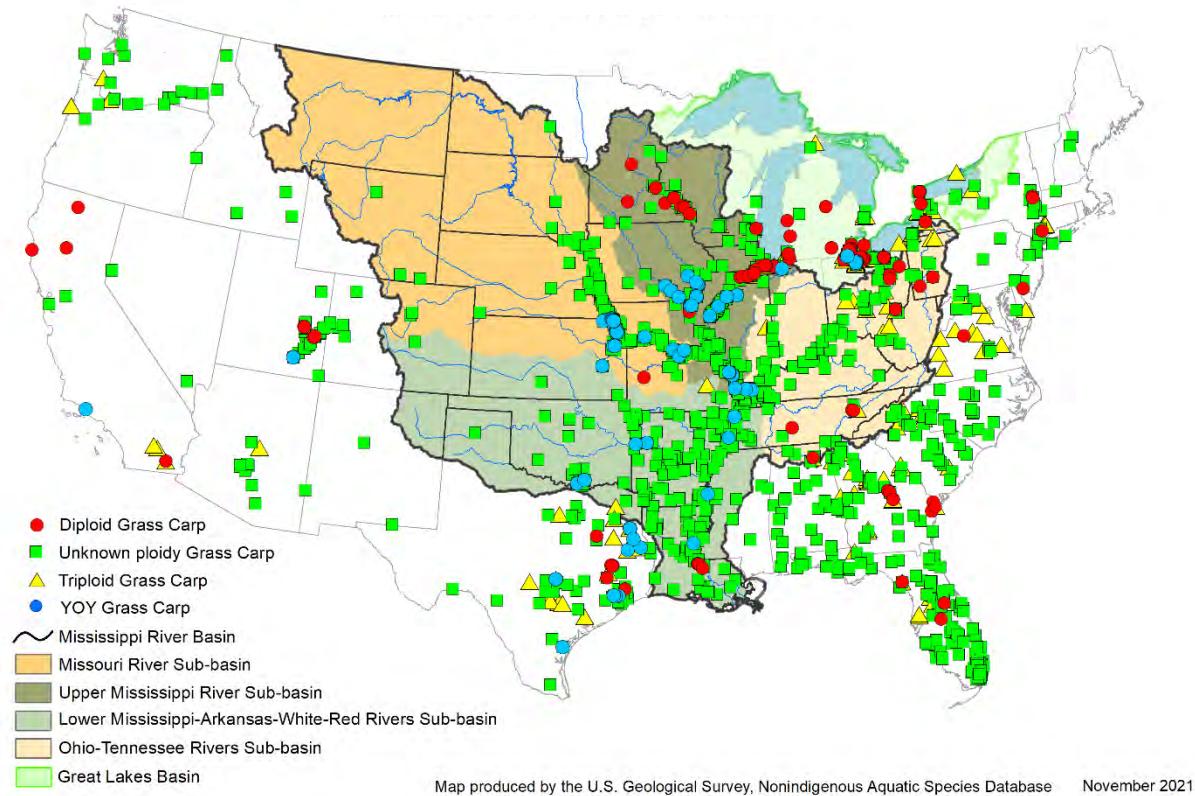 Diploid Grass Carp
Unknown ploidy Grass Carp
Triploid Grass Carp
YOY Grass Carp
Mississippi River Basin
Missouri River Sub-basin
Upper Mississippi River Sub-basin
Lower Mississippi-Arkansas-White-Red Rivers Sub-basin
Ohio-Tennessee Rivers Sub-basin
Great Lakes Basin
Map produced by the U.S. Geological Survey, Nonindigenous Aquatic Species Database November 2021